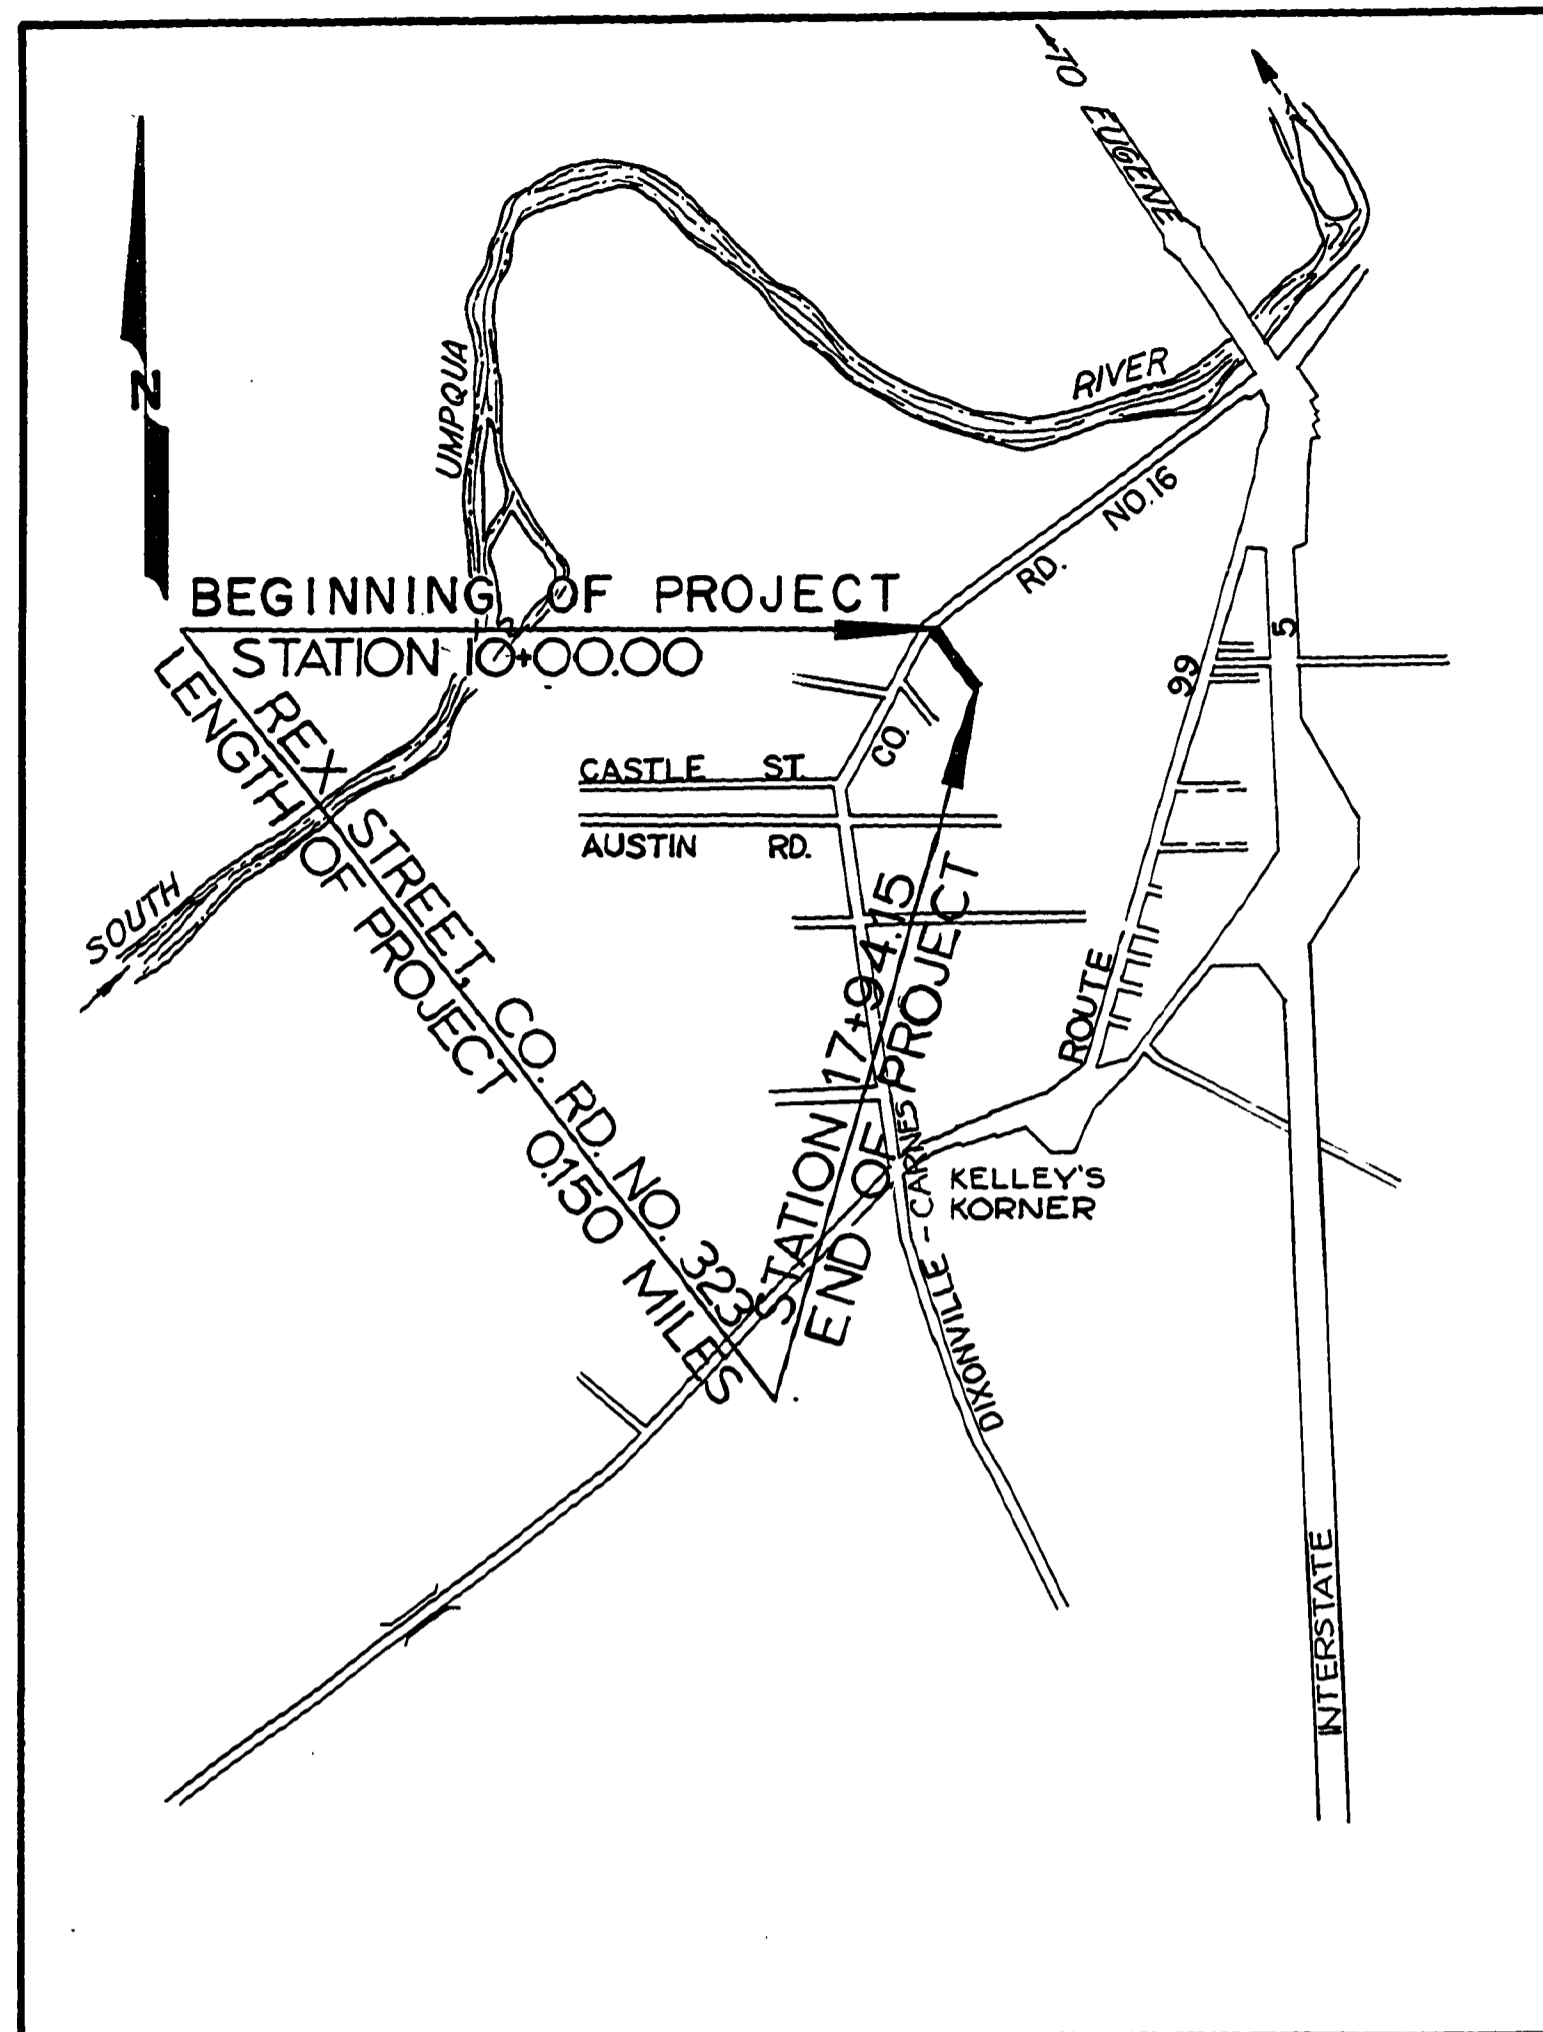 TO EUGENE
N
UMPQUA
RIVER
RD. NO.16
BEGINNING OF PROJECT
STATION 10+00.00
5
99
CO.
REX STREET, CO. RD. NO. 323
LENGTH OF PROJECT 0.150 MILES
CASTLE ST.
AUSTIN RD.
SOUTH
STATION 17+94.15
END OF PROJECT
ROUTE
KELLEY'S
KORNER
DIXONVILLE - CARNES
INTERSTATE